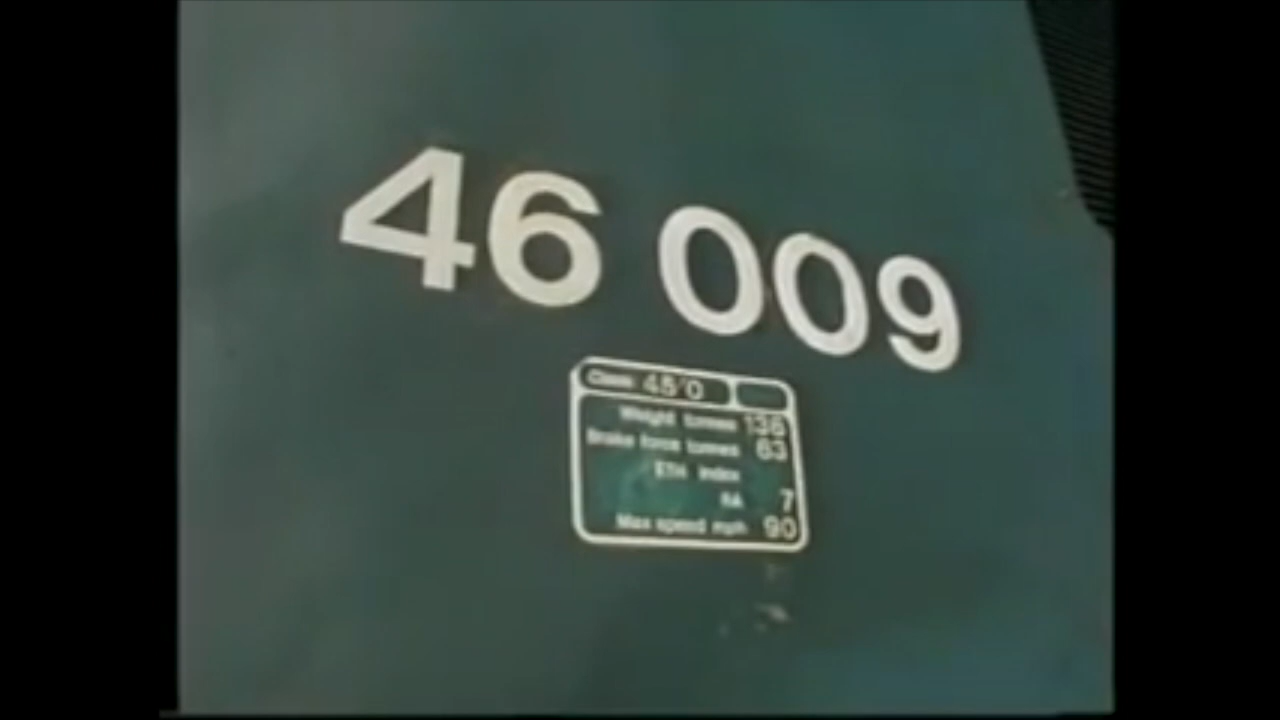 46 009
Class 46/0
Weight tonnes 138
Brake force tonnes 63
ETH index
RA 7
Max speed mph 90